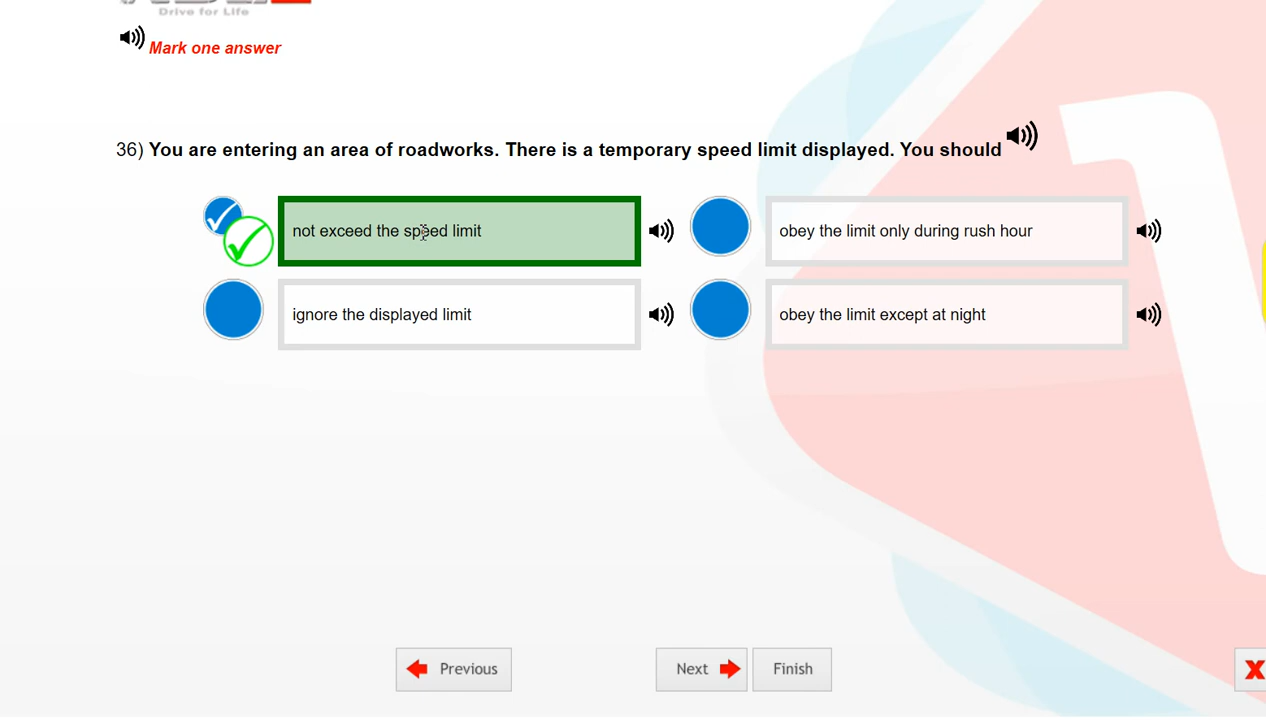 Drive for Life
Mark one answer
36) You are entering an area of roadworks. There is a temporary speed limit displayed. You should
not exceed the speed limit
obey the limit only during rush hour
ignore the displayed limit
obey the limit except at night
Previous
Next
Finish
X